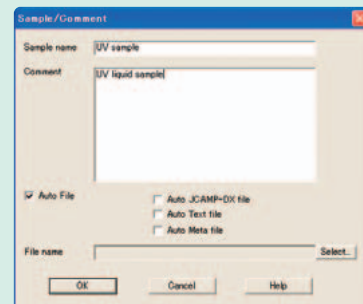 Sample/Comment
Sample name UV sample
Comment UV liquid sample
Auto File
Auto JCAMP-DX file
Auto Text file
Auto Meta file
File name Select..
OK Cancel Help